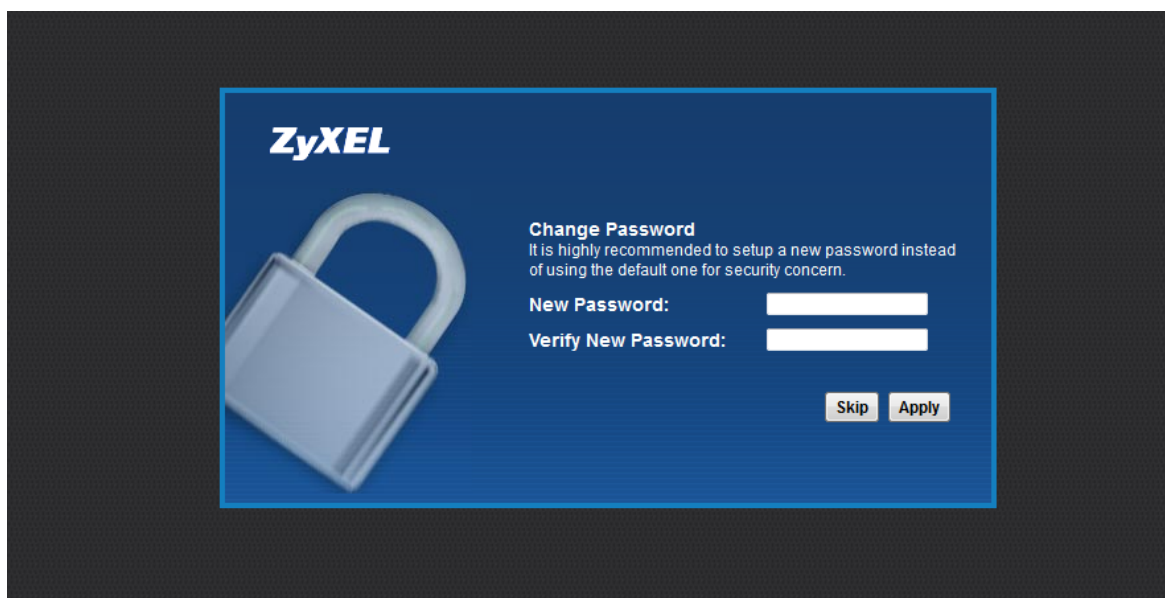 ZyXEL
Change Password
It is highly recommended to setup a new password instead
of using the default one for security concern.
New Password:
Verify New Password:
Skip Apply